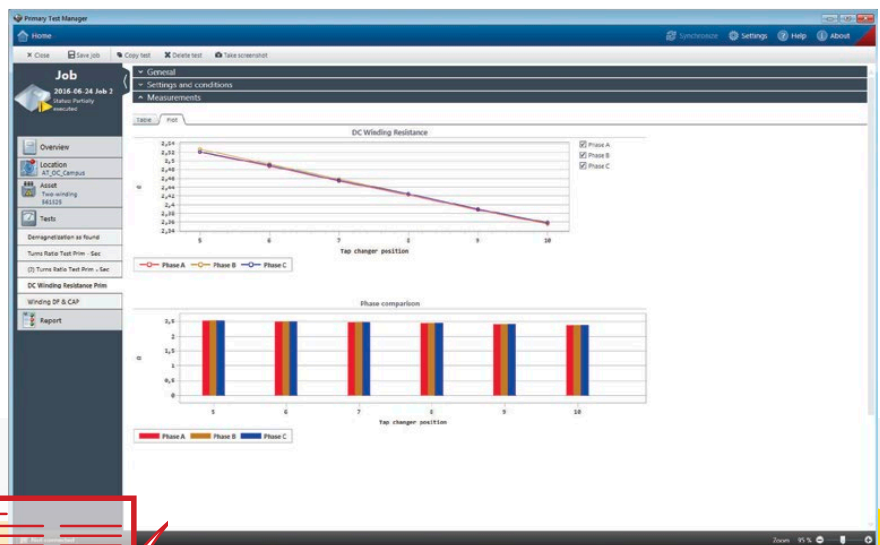 Primary Test Manager
Home
Synchronize
Settings
Help
About
Close
Save job
Copy test
Delete test
Take screenshot
Job
2016-06-24 Job 2
Status: Partially
executed
Overview
Location
AT_OC_Campus
Asset
Two winding
Tests
Demagnetization as found
Turns Ratio Test Prim - Sec
(2) Turns Ratio Test Prim - Sec
DC Winding Resistance Prim
Winding DF & CAP
Report
General
Settings and conditions
Measurements
Table
Plot
DC Winding Resistance
2,54
2,52
2,5
2,48
2,46
2,44
2,42
2,4
2,38
2,36
2,34
Ω
5 6 7 8 9 10
Tap changer position
Phase A
Phase B
Phase C
Phase A Phase B Phase C
Phase comparison
2,5
2
1,5
1
0,5
0
Ω
5 6 7 8 9 10
Tap changer position
Phase A Phase B Phase C
Not connected
Zoom 95 %